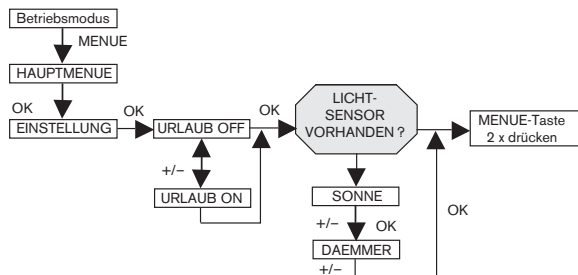 Betriebsmodus
MENUE
HAUPTMENUE
OK
EINSTELLUNG
OK
URLAUB OFF
+/–
URLAUB ON
OK
LICHT-
SENSOR
VORHANDEN ?
MENUE-Taste
2 x drücken
SONNE
+/–
OK
DAEMMER
+/–
OK